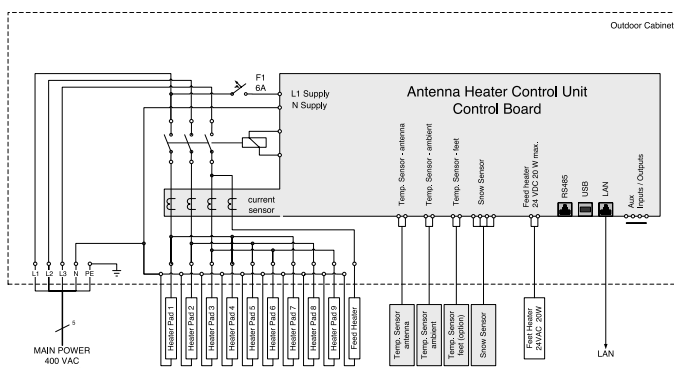 Outdoor Cabinet
F1
6A
L1 Supply
N Supply
Antenna Heater Control Unit
Control Board
Temp. Sensor - antenna
Temp. Sensor - ambient
Temp. Sensor - feet
Snow Sensor
Feed heater
24 VDC 20 W max.
RS485
USB
LAN
Aux
Inputs / Outputs
current
sensor
L1
L2
L3
N
PE
5
MAIN POWER
400 VAC
Heater Pad 1
Heater Pad 2
Heater Pad 3
Heater Pad 4
Heater Pad 5
Heater Pad 6
Heater Pad 7
Heater Pad 8
Heater Pad 9
Feed Heater
Temp. Sensor
antenna
Temp. Sensor
ambient
Temp. Sensor
feet (option)
Snow Sensor
Feet Heater
24VAC 20W
LAN